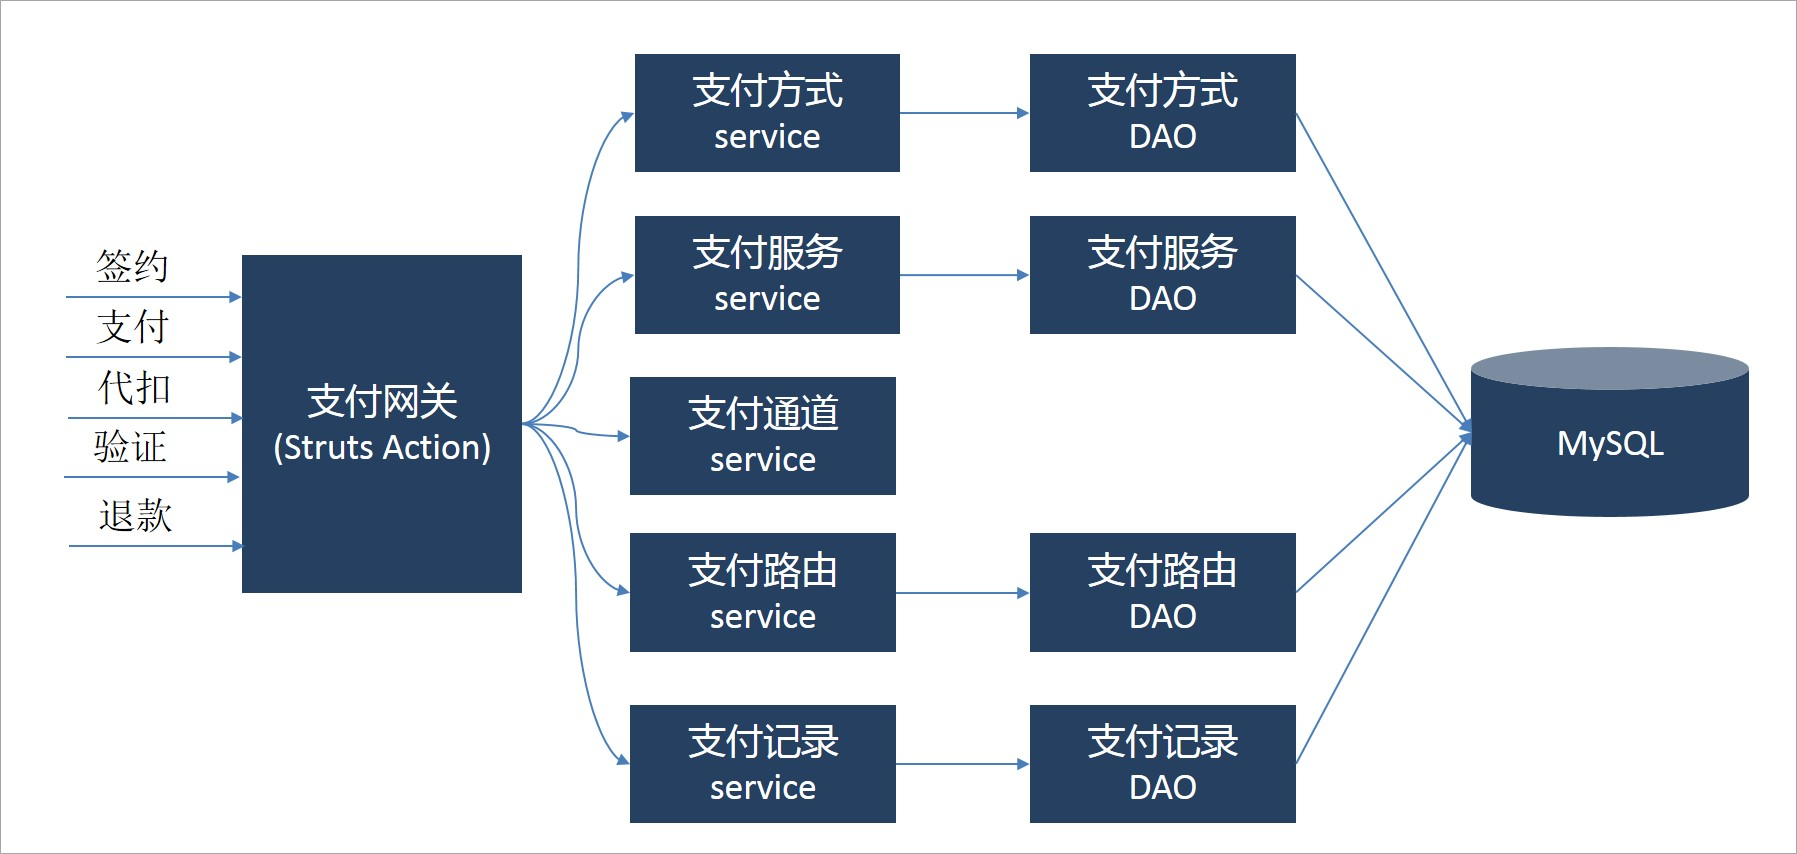 签约
支付
代扣
验证
退款
支付网关
(Struts Action)
支付方式
service
支付方式
DAO
支付服务
service
支付服务
DAO
支付通道
service
支付路由
service
支付路由
DAO
支付记录
service
支付记录
DAO
MySQL